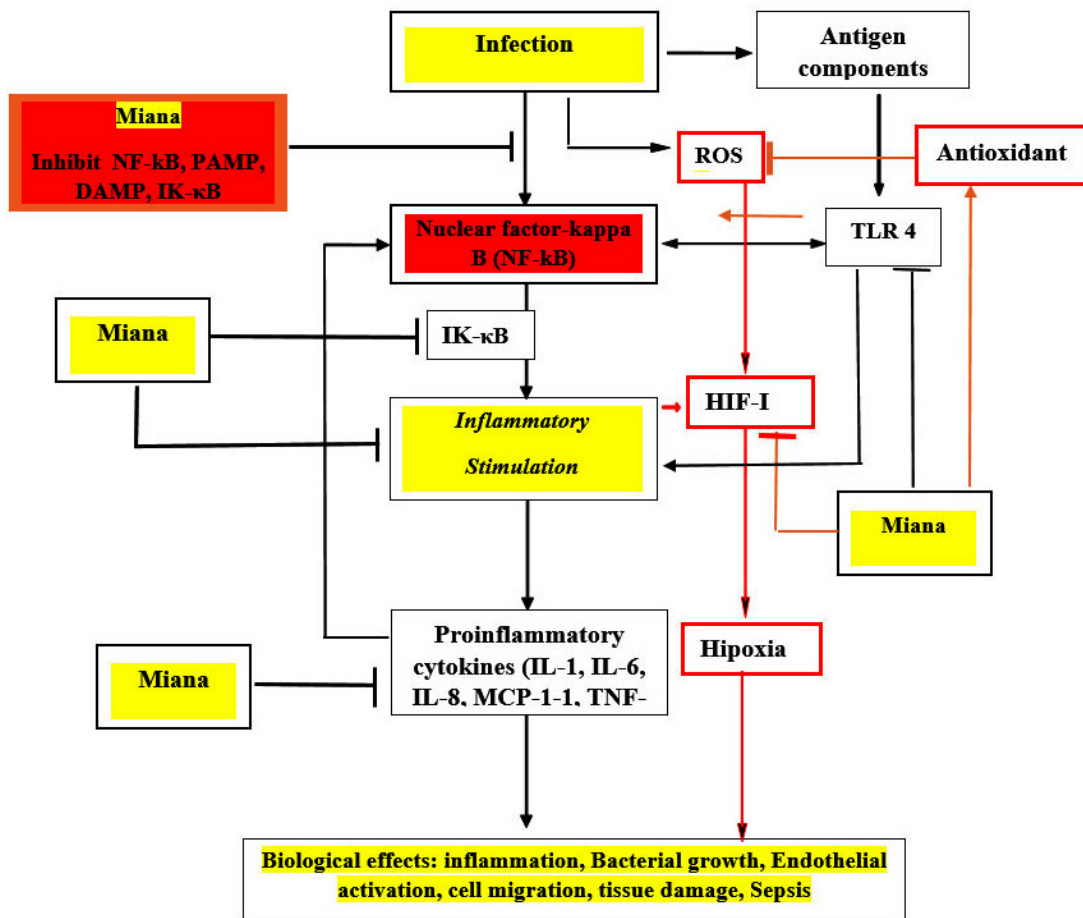 Infection
Antigen
components
Miana
Inhibit NF-kB, PAMP,
DAMP, IK-κB
ROS
Antioxidant
Nuclear factor-kappa
B (NF-kB)
TLR 4
Miana
IK-κB
HIF-I
Inflammatory
Stimulation
Miana
Proinflammatory
cytokines (IL-1, IL-6,
IL-8, MCP-1-1, TNF-
Hipoxia
Miana
Biological effects: inflammation, Bacterial growth, Endothelial
activation, cell migration, tissue damage, Sepsis